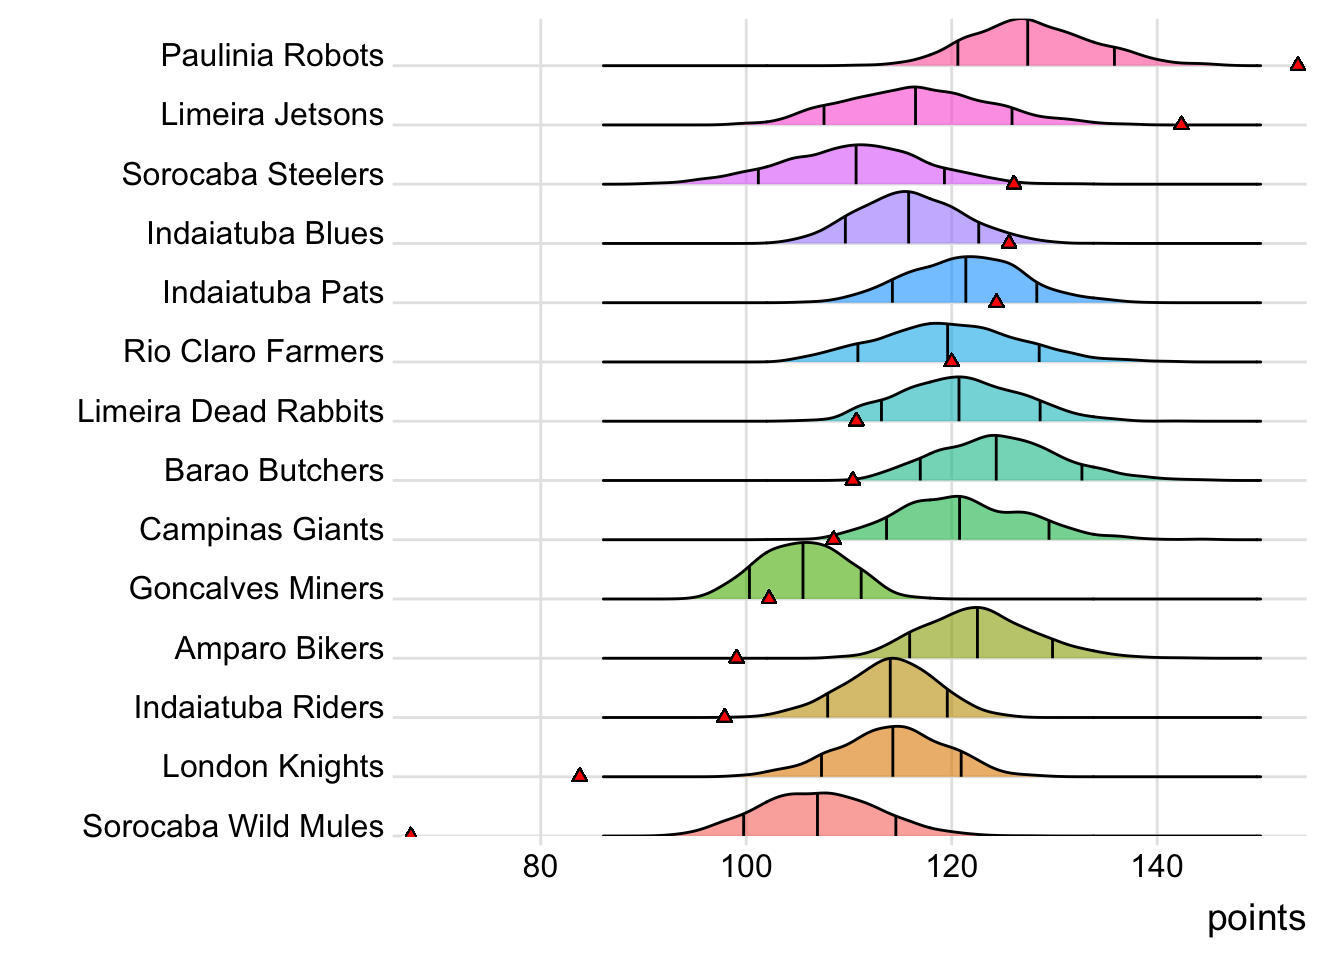 Paulinia Robots
Limeira Jetsons
Sorocaba Steelers
Indaiatuba Blues
Indaiatuba Pats
Rio Claro Farmers
Limeira Dead Rabbits
Barao Butchers
Campinas Giants
Goncalves Miners
Amparo Bikers
Indaiatuba Riders
London Knights
Sorocaba Wild Mules
80 100 120 140
points